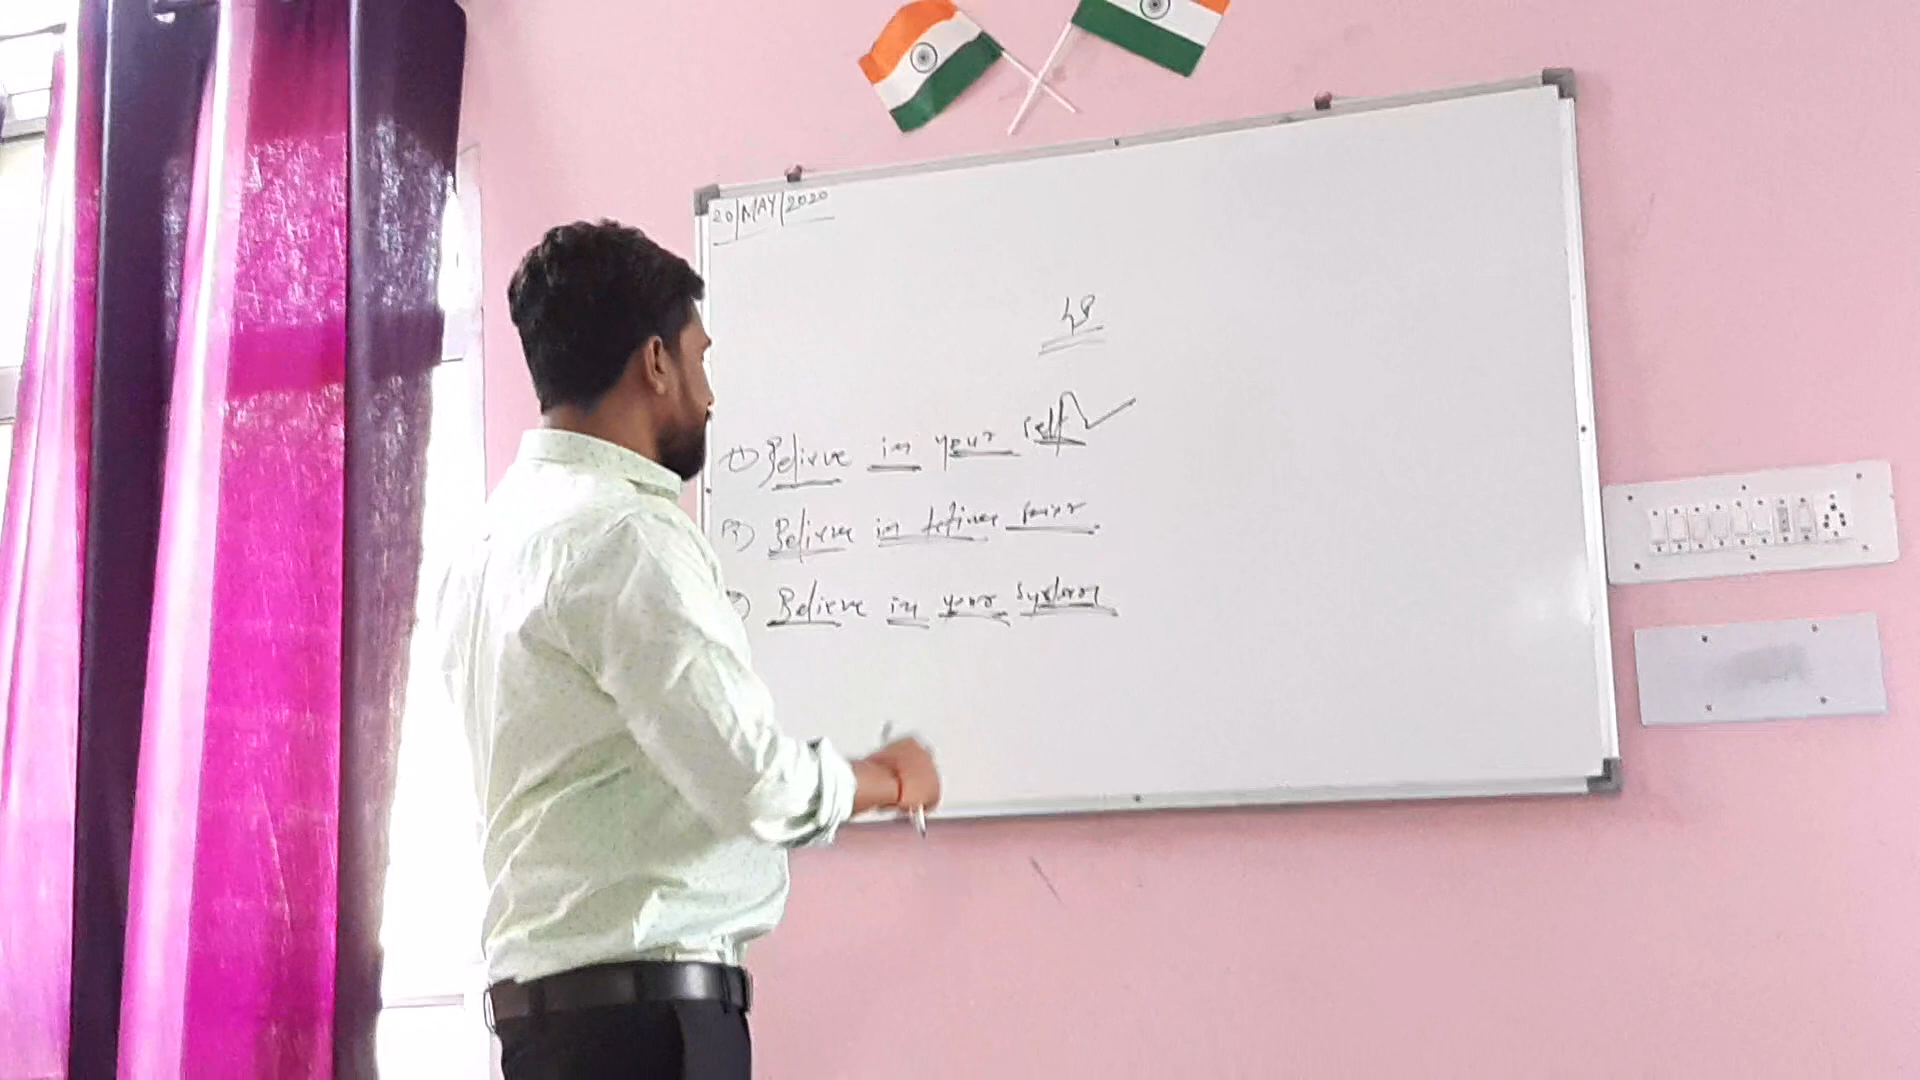 20/MAY/2020
1) Believe in your self
2) Believe in
3) Believe in your system